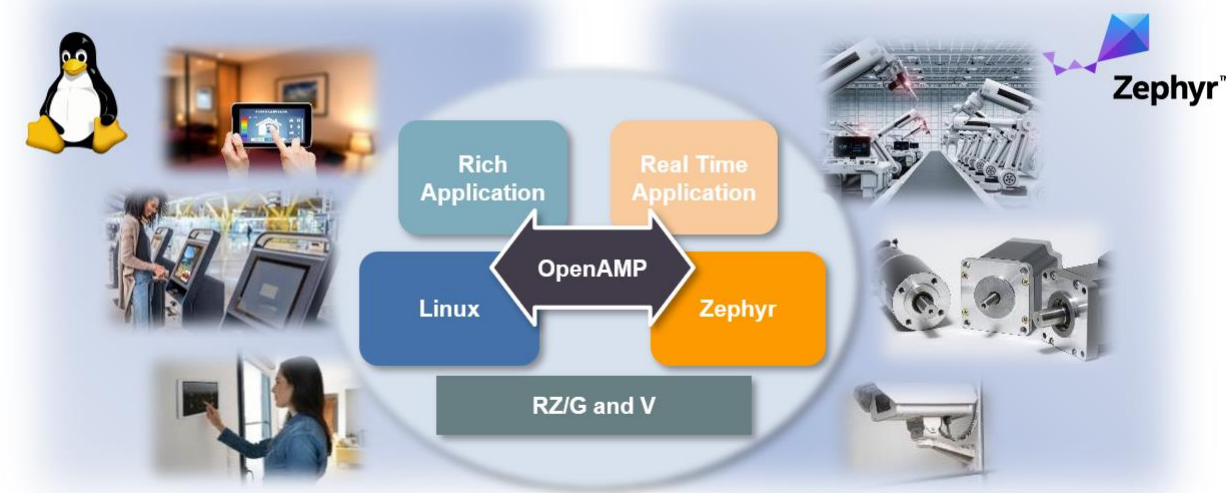 Zephyr™
Rich
Application
Real Time
Application
OpenAMP
Linux
Zephyr
RZ/G and V